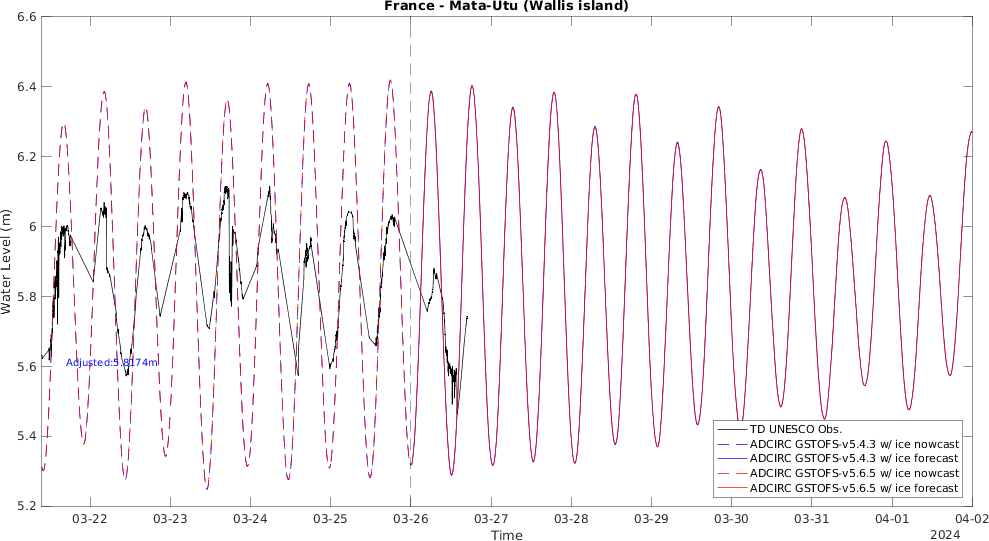 France - Mata-Utu (Wallis island)
6.6
6.4
6.2
6
5.8
5.6
5.4
5.2
Water Level (m)
Adjusted:5.8174m
TD UNESCO Obs.
ADCIRC GSTOFS-v5.4.3 w/ ice nowcast
ADCIRC GSTOFS-v5.4.3 w/ ice forecast
ADCIRC GSTOFS-v5.6.5 w/ ice nowcast
ADCIRC GSTOFS-v5.6.5 w/ ice forecast
03-22 03-23 03-24 03-25 03-26 03-27 03-28 03-29 03-30 03-31 04-01 04-02
Time
2024